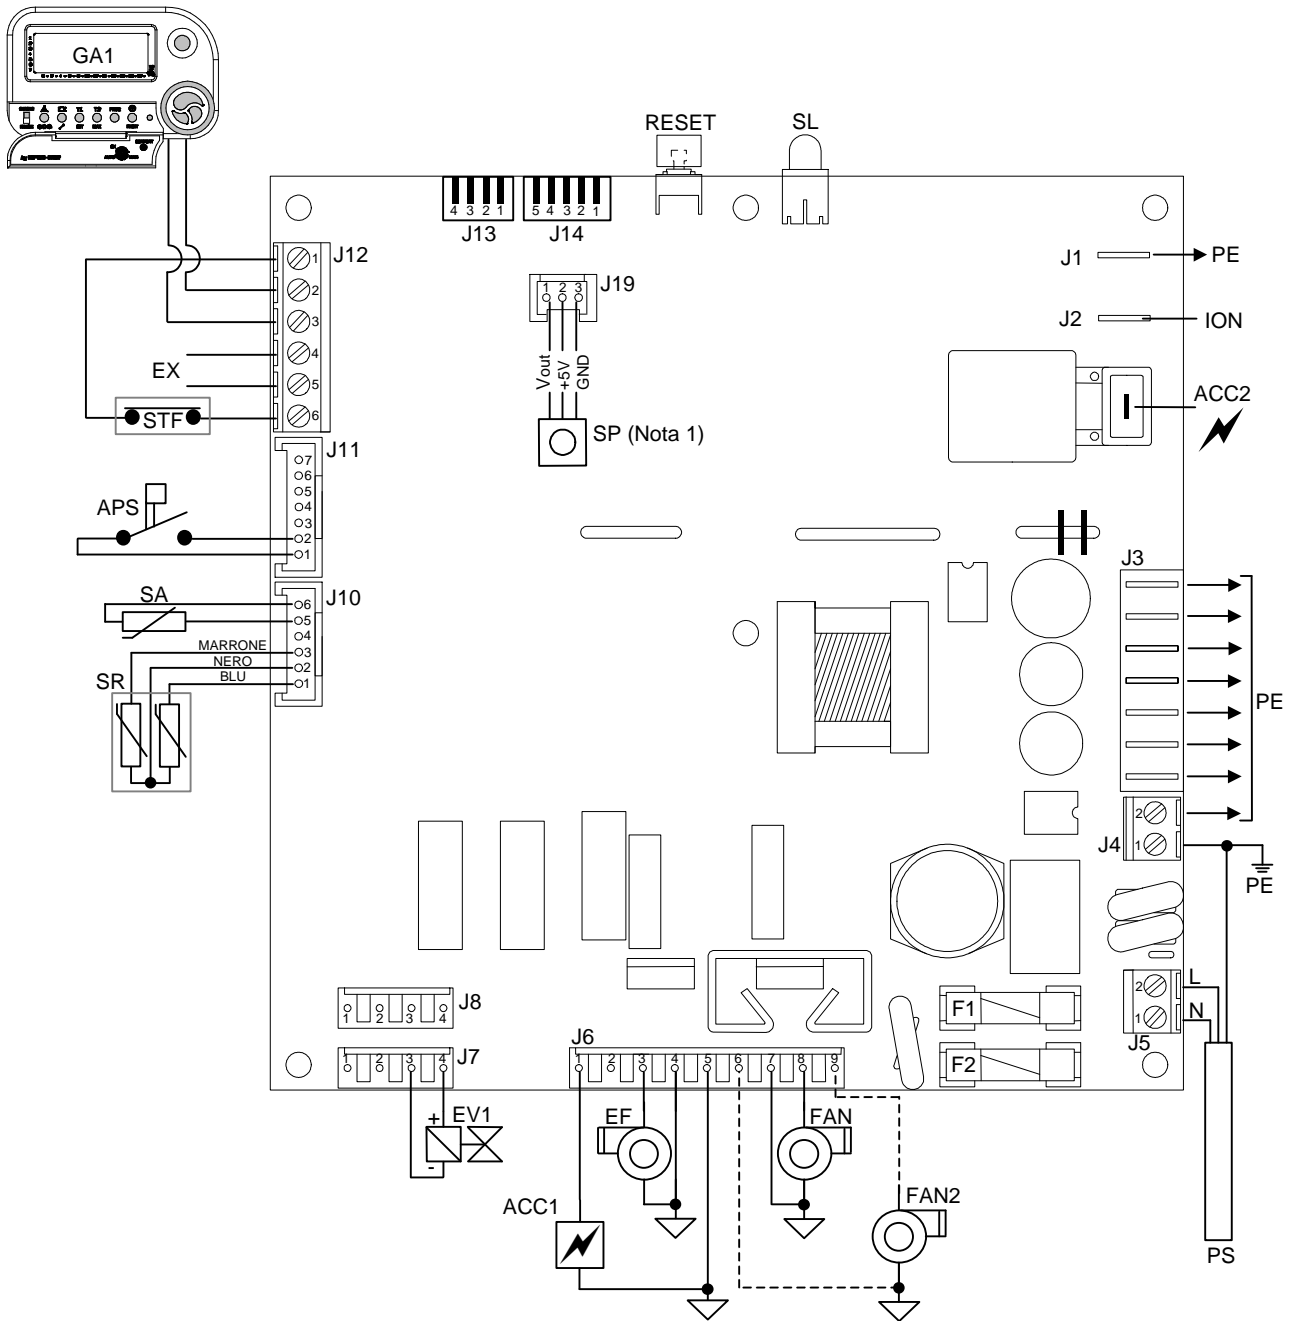 GA1
RESET
SL
4 3 2 1
J13
5 4 3 2 1
J14
J12
1
2
3
4
5
6
EX
STF
J19
1 2 3
Vout
+5V
GND
SP (Nota 1)
J1
PE
J2
ION
ACC2
J11
7
6
5
4
3
2
1
APS
J10
6
5
4
3
2
1
SA
MARRONE
NERO
BLU
SR
J3
PE
J4
2
1
PE
J8
1 2 3 4
J7
1 2 3 4
J6
1 2 3 4 5 6 7 8 9
F1
F2
2
1
J5
L
N
+
EV1
-
EF
FAN
ACC1
FAN2
PS